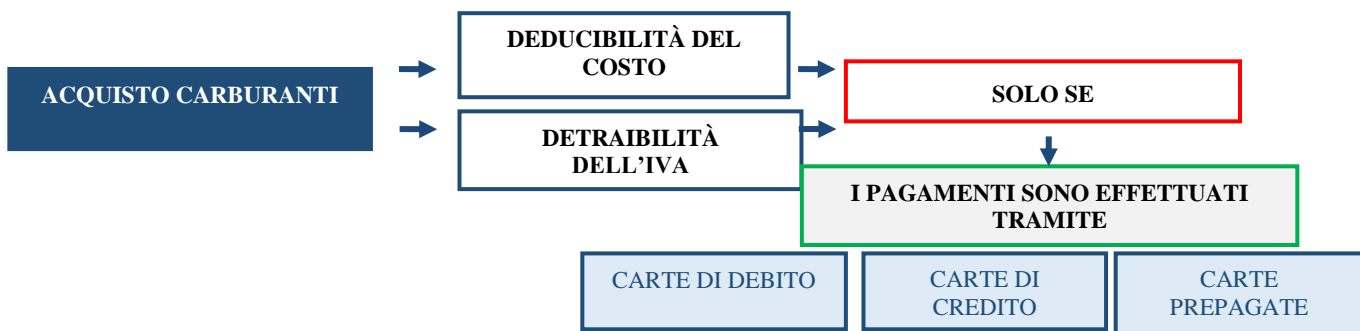 ACQUISTO CARBURANTI
DEDUCIBILITÀ DEL
COSTO
DETRAIBILITÀ
DELL’IVA
SOLO SE
I PAGAMENTI SONO EFFETTUATI
TRAMITE
CARTE DI DEBITO
CARTE DI
CREDITO
CARTE
PREPAGATE